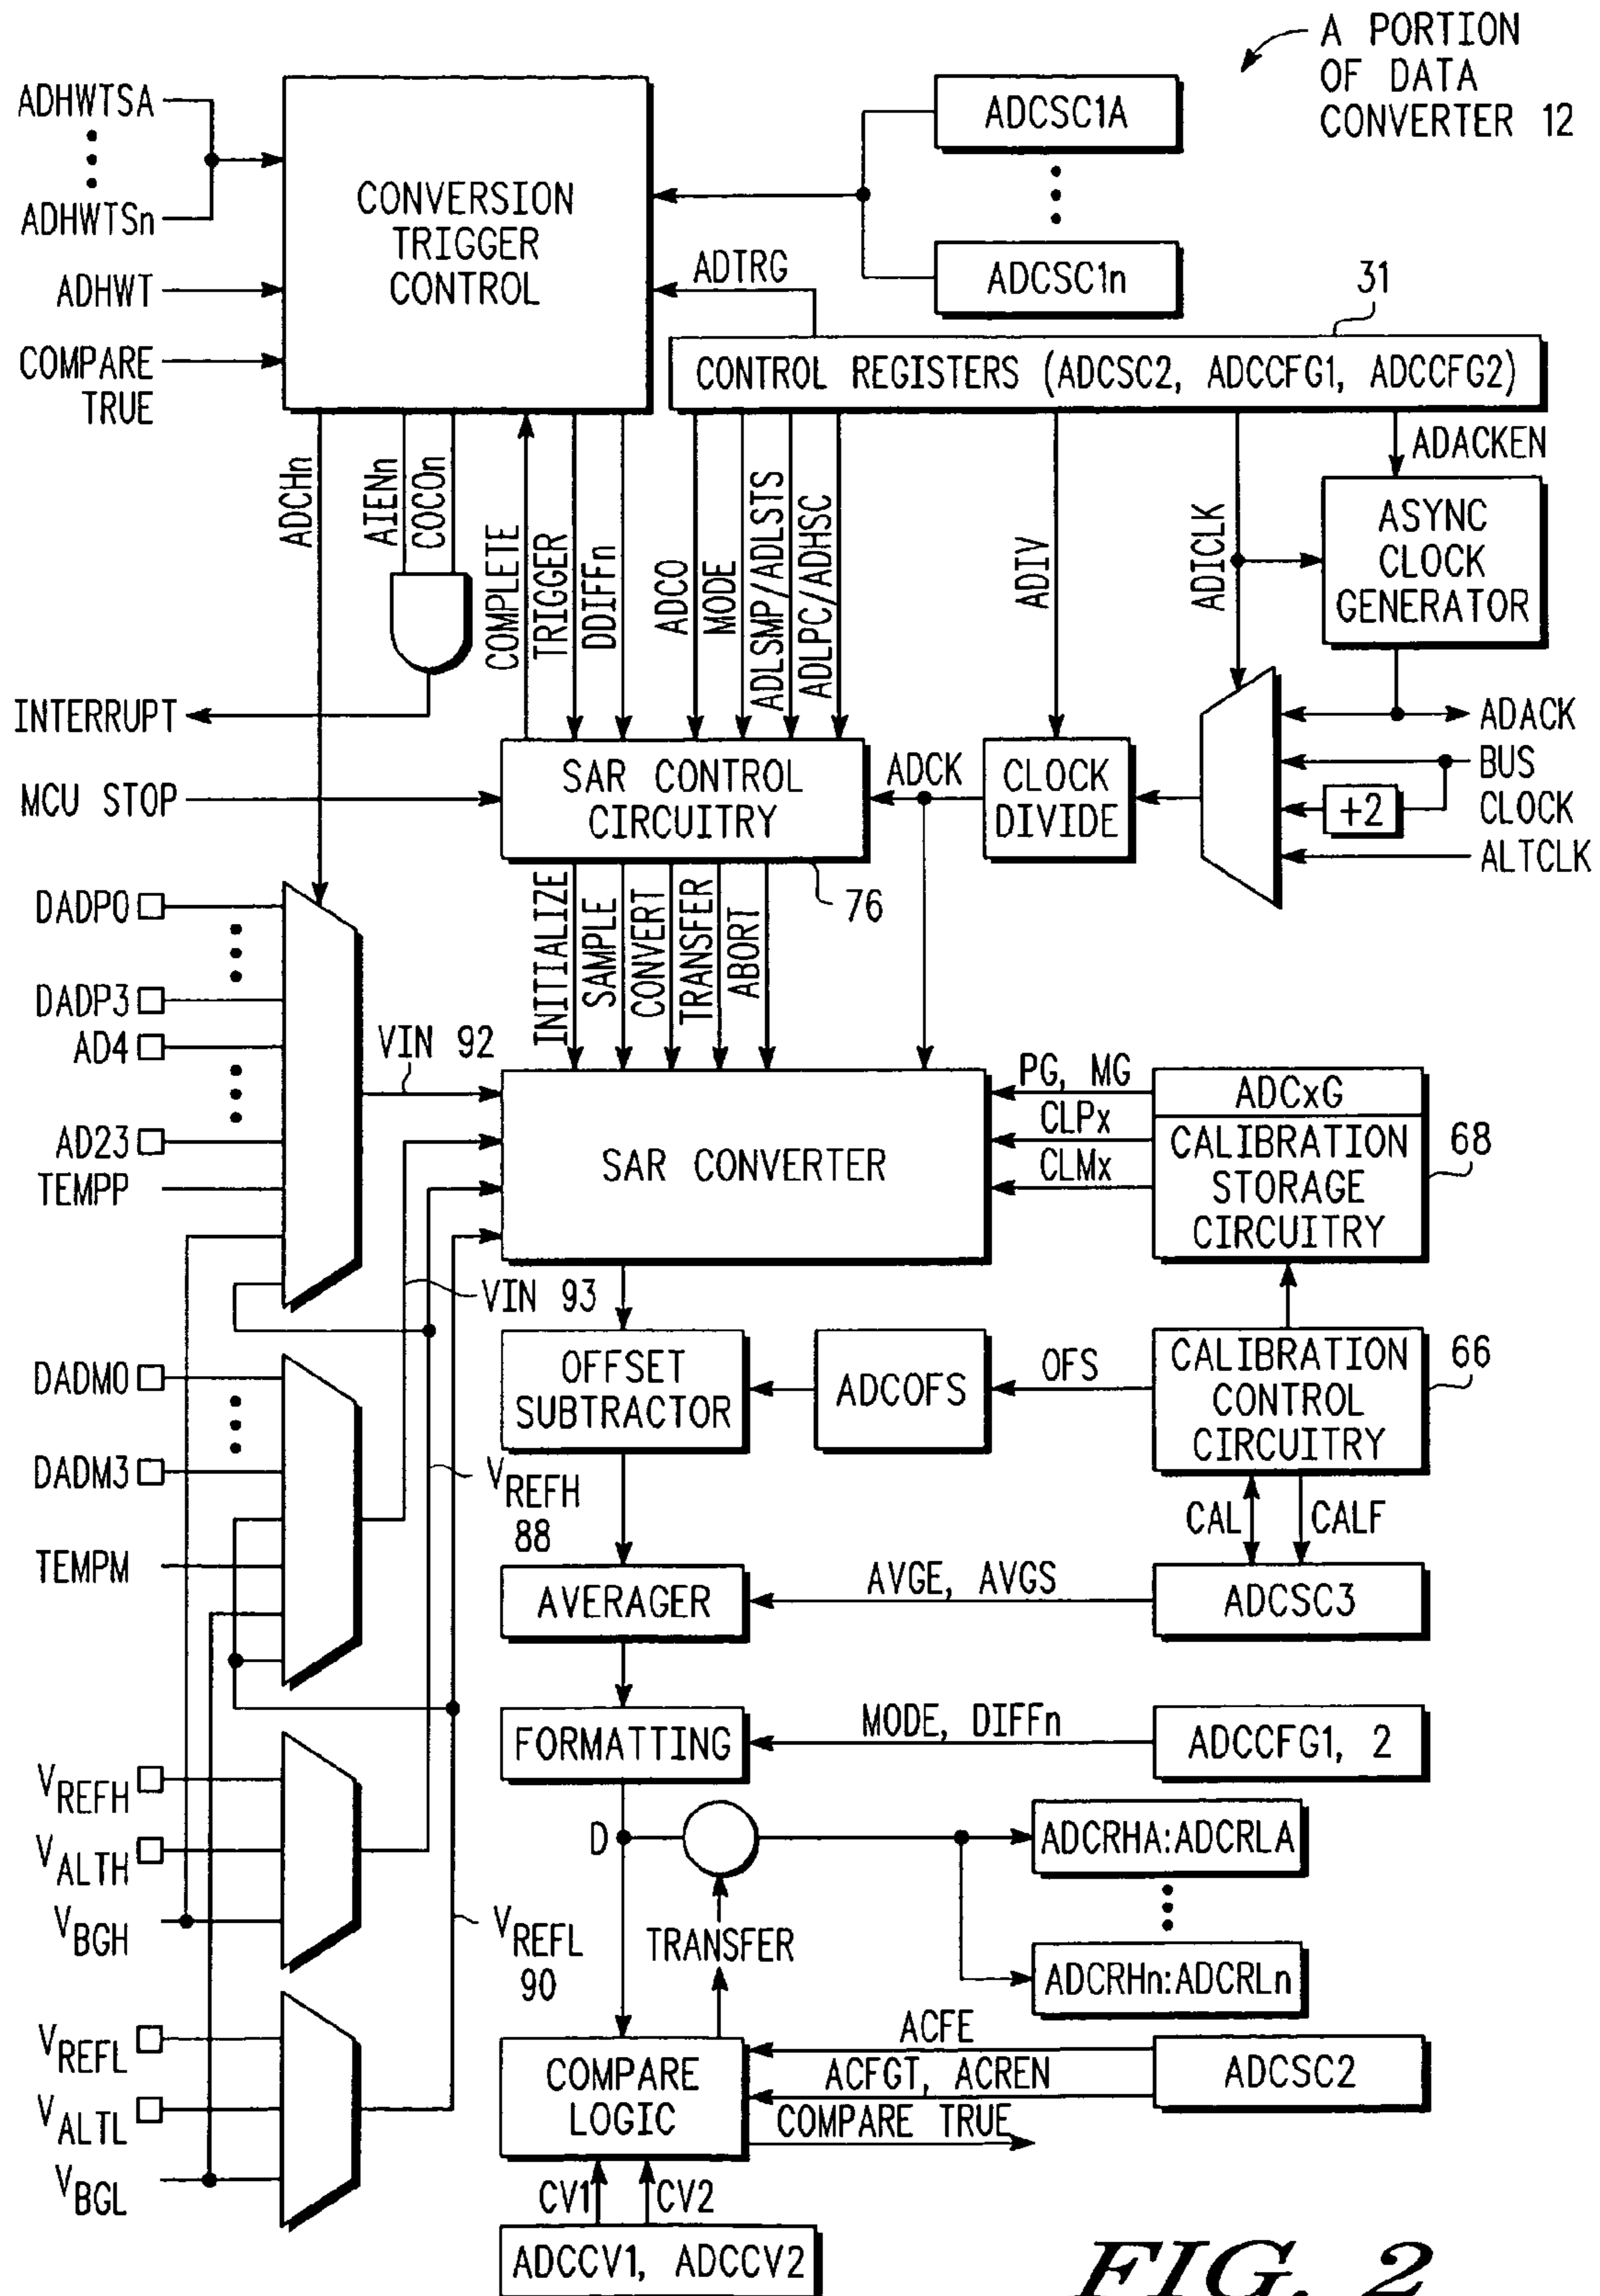 A PORTION
OF DATA
CONVERTER 12
ADHWTSA
ADHWTSn
ADHWT
COMPARE
TRUE
CONVERSION
TRIGGER
CONTROL
ADCSC1A
ADCSC1n
ADTRG
31
CONTROL REGISTERS (ADCSC2, ADCCFG1, ADCCFG2)
ADCHn
AIENn
COCOn
COMPLETE
TRIGGER
DDIFFn
ADCO
MODE
ADLSMP/ADLSTS
ADLPC/ADHSC
ADIV
ADICLK
ADACKEN
ASYNC
CLOCK
GENERATOR
INTERRUPT
MCU STOP
SAR CONTROL
CIRCUITRY
76
ADCK
CLOCK
DIVIDE
ADACK
BUS
CLOCK
+2
ALTCLK
INITIALIZE
SAMPLE
CONVERT
TRANSFER
ABORT
DADP0
DADP3
AD4
AD23
TEMPP
VIN 92
SAR CONVERTER
PG, MG
CLPx
CLMx
ADCxG
CALIBRATION
STORAGE
CIRCUITRY
68
VIN 93
DADM0
DADM3
TEMPM
OFFSET
SUBTRACTOR
ADCOFS
OFS
CALIBRATION
CONTROL
CIRCUITRY
66
VREFH
88
CAL
CALF
AVERAGER
AVGE, AVGS
ADCSC3
FORMATTING
MODE, DIFFn
ADCCFG1, 2
VREFH
VALTH
VBGH
D
ADCRHA:ADCRLA
ADCRHn:ADCRLn
TRANSFER
VREFL
90
VREFL
VALTL
VBGL
COMPARE
LOGIC
ACFE
ACFGT, ACREN
COMPARE TRUE
ADCSC2
CV1
CV2
ADCCV1, ADCCV2
FIG. 2